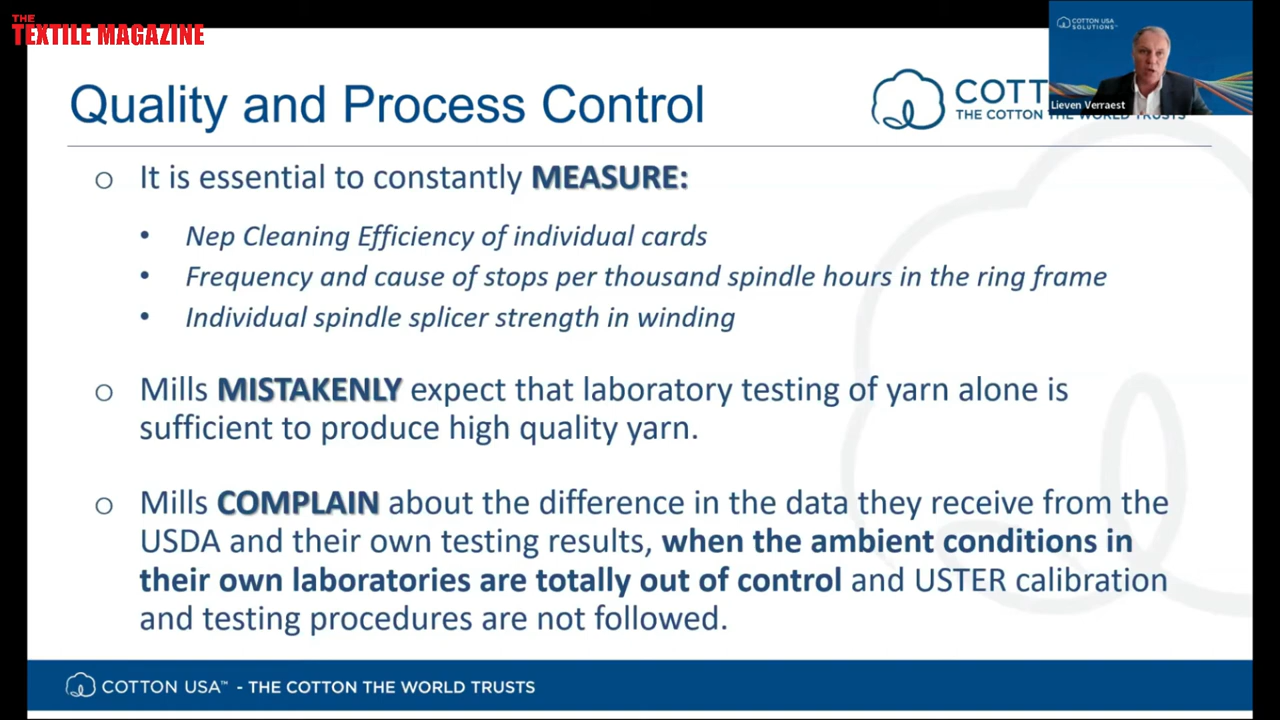 THE
TEXTILE MAGAZINE
COTTON USA
SOLUTIONS™
Lieven Verraest
Quality and Process Control
COTT
THE COTTON THE WORLD TRUSTS
o It is essential to constantly MEASURE:
• Nep Cleaning Efficiency of individual cards
• Frequency and cause of stops per thousand spindle hours in the ring frame
• Individual spindle splicer strength in winding
o Mills MISTAKENLY expect that laboratory testing of yarn alone is
sufficient to produce high quality yarn.
o Mills COMPLAIN about the difference in the data they receive from the
USDA and their own testing results, when the ambient conditions in
their own laboratories are totally out of control and USTER calibration
and testing procedures are not followed.
COTTON USA™ - THE COTTON THE WORLD TRUSTS